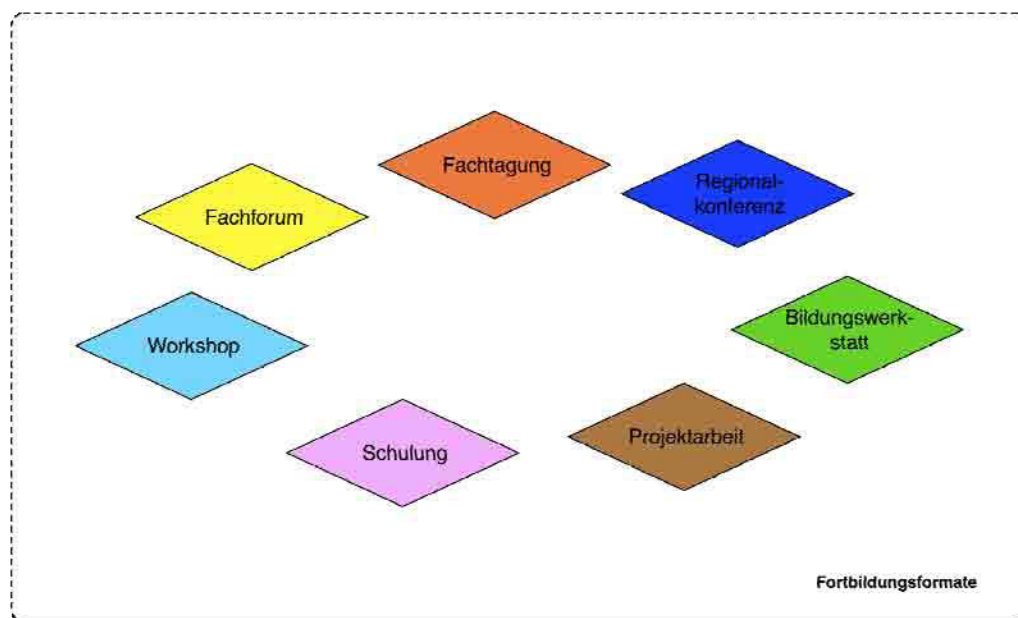 Fachtagung
Regional-
konferenz
Fachforum
Bildungswerk-
statt
Workshop
Projektarbeit
Schulung
Fortbildungsformate